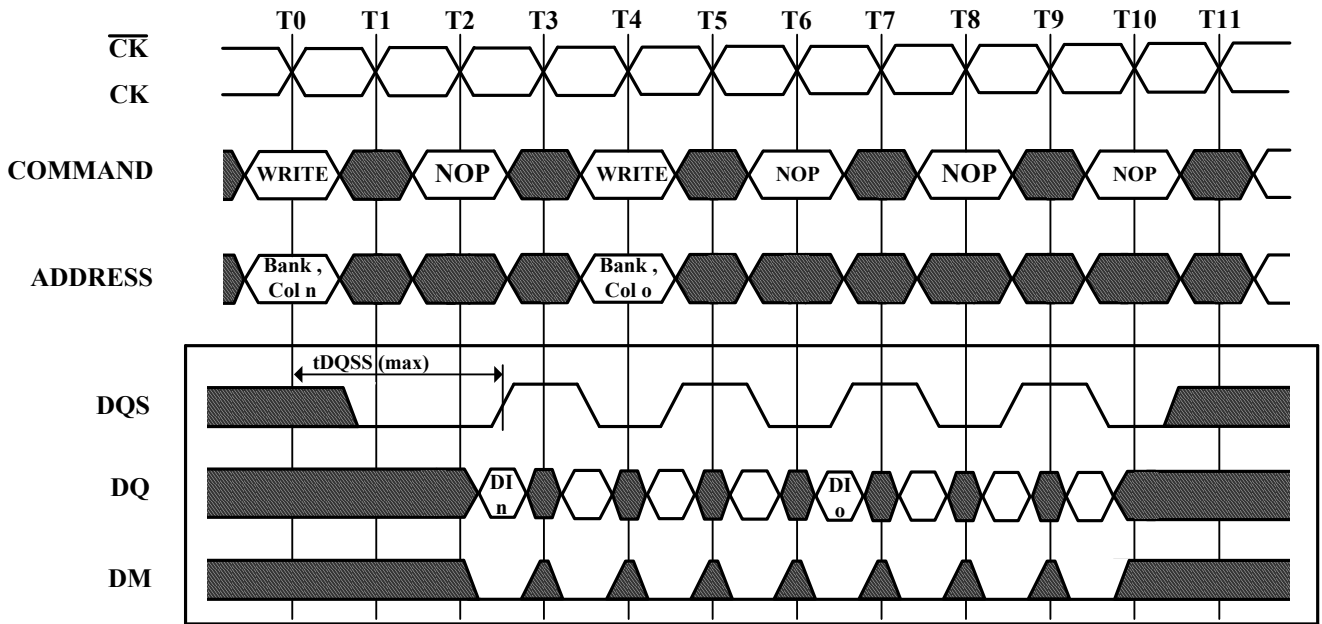 T0 T1 T2 T3 T4 T5 T6 T7 T8 T9 T10 T11
CK
CK
COMMAND WRITE NOP WRITE NOP NOP NOP
ADDRESS Bank , Col n Bank , Col o
tDQSS (max)
DQS
DQ DI n DI o
DM